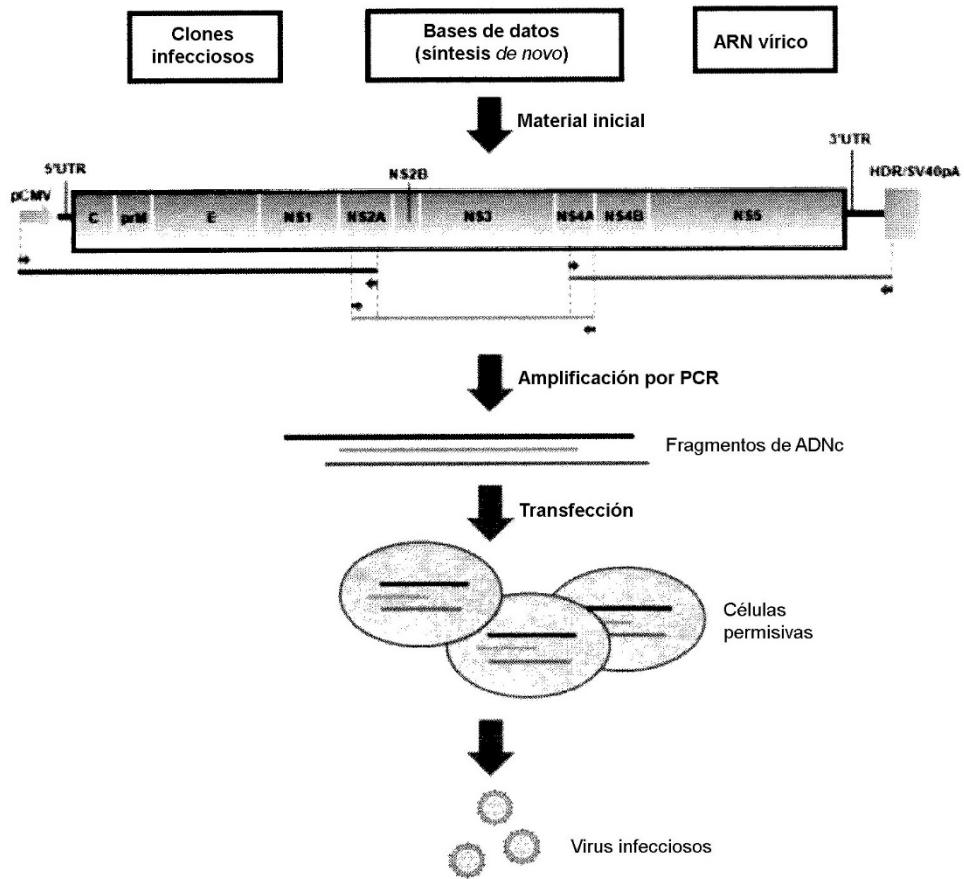 Clones
infecciosos
Bases de datos
(síntesis de novo)
ARN vírico
Material inicial
3'UTR
5'UTR
NS2B
HDR/SV40pA
pCMV
C prM E NS1 NS2A NS3 NS4A NS4B NS5
Amplificación por PCR
Fragmentos de ADNc
Transfección
Células
permisivas
Virus infecciosos